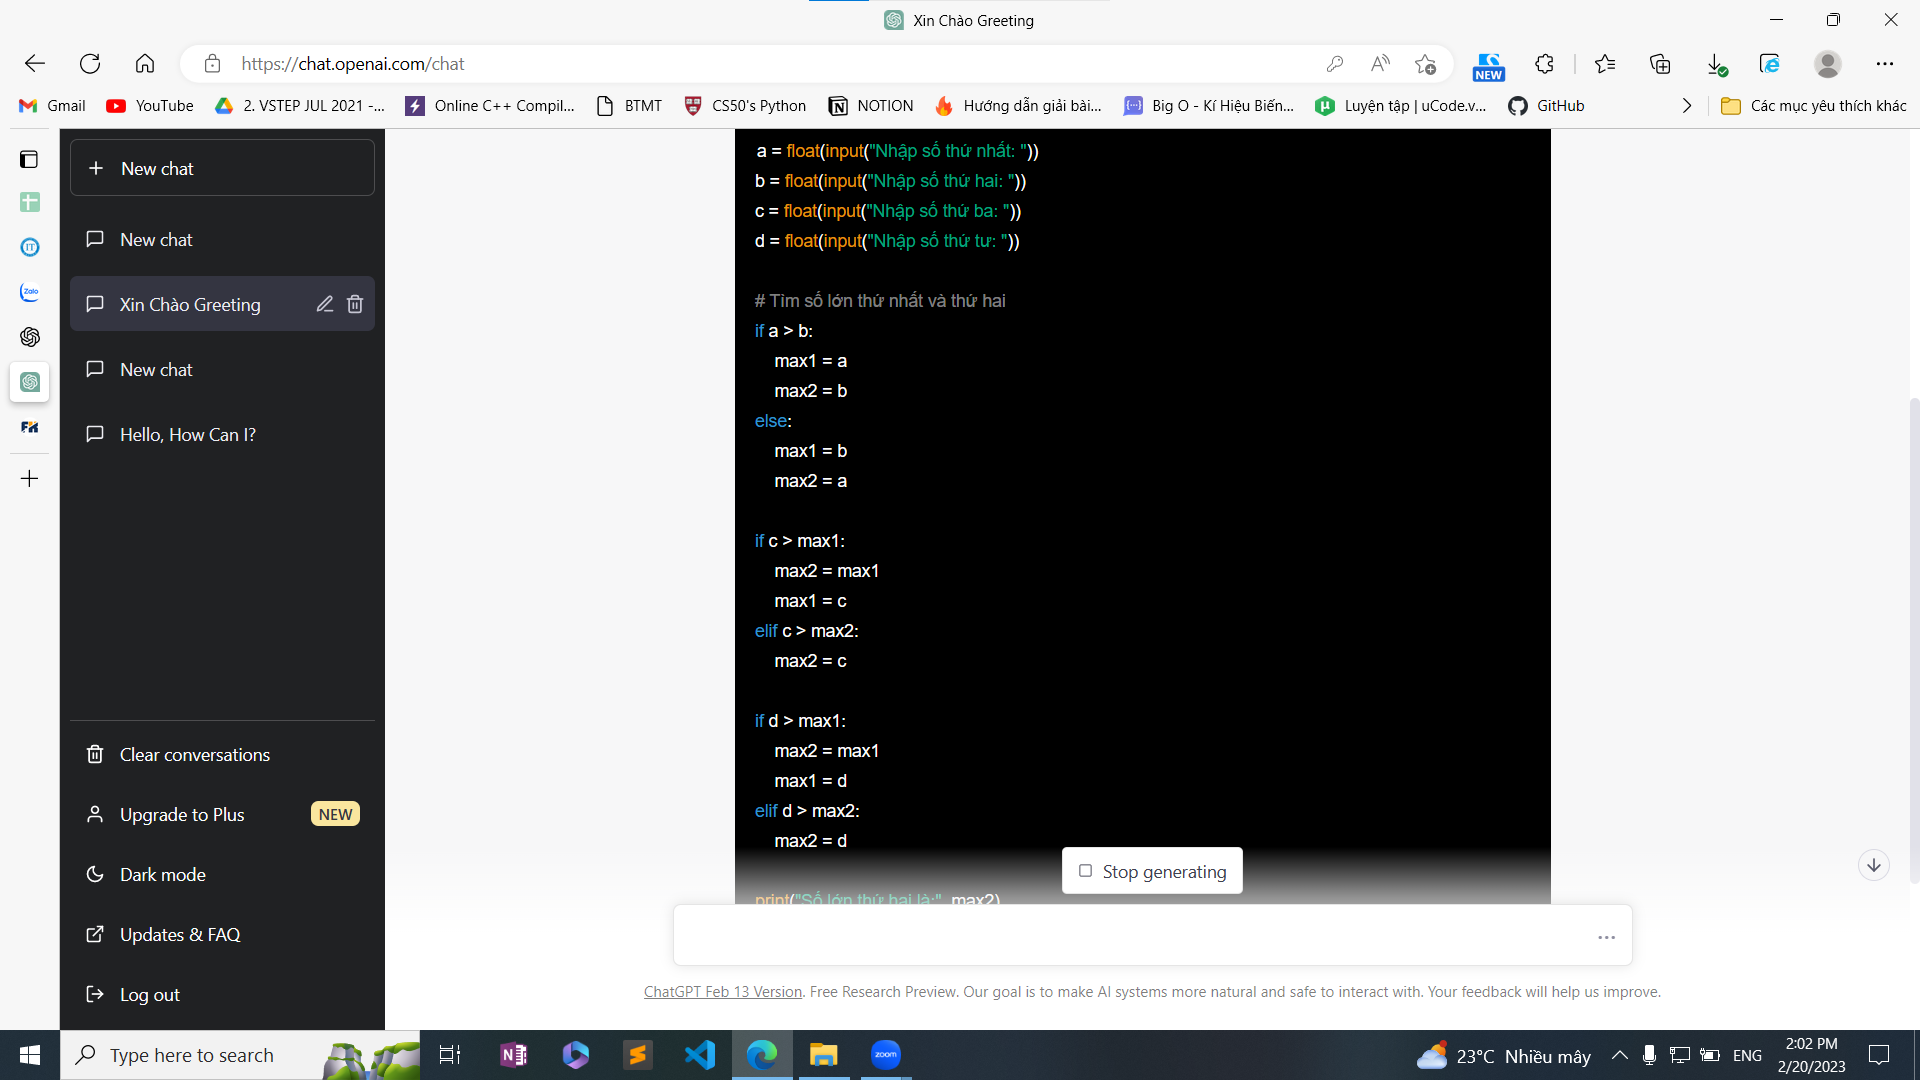 Xin Chào Greeting
https://chat.openai.com/chat
NEW
Gmail
YouTube
2. VSTEP JUL 2021 -...
Online C++ Compil...
BTMT
CS50's Python
NOTION
Hướng dẫn giải bài...
Big O - Kí Hiệu Biến...
Luyện tập | uCode.v...
GitHub
Các mục yêu thích khác
New chat
New chat
Xin Chào Greeting
New chat
Hello, How Can I?
Clear conversations
Upgrade to Plus
NEW
Dark mode
Updates & FAQ
Log out
a = float(input("Nhập số thứ nhất: "))
b = float(input("Nhập số thứ hai: "))
c = float(input("Nhập số thứ ba: "))
d = float(input("Nhập số thứ tư: "))
# Tìm số lớn thứ nhất và thứ hai
if a > b:
max1 = a
max2 = b
else:
max1 = b
max2 = a
if c > max1:
max2 = max1
max1 = c
elif c > max2:
max2 = c
if d > max1:
max2 = max1
max1 = d
elif d > max2:
max2 = d
print("Số lớn thứ hai là:", max2)
Stop generating
ChatGPT Feb 13 Version. Free Research Preview. Our goal is to make AI systems more natural and safe to interact with. Your feedback will help us improve.
Type here to search
zoom
23°C Nhiều mây
ENG
2:02 PM
2/20/2023
IT
Zalo